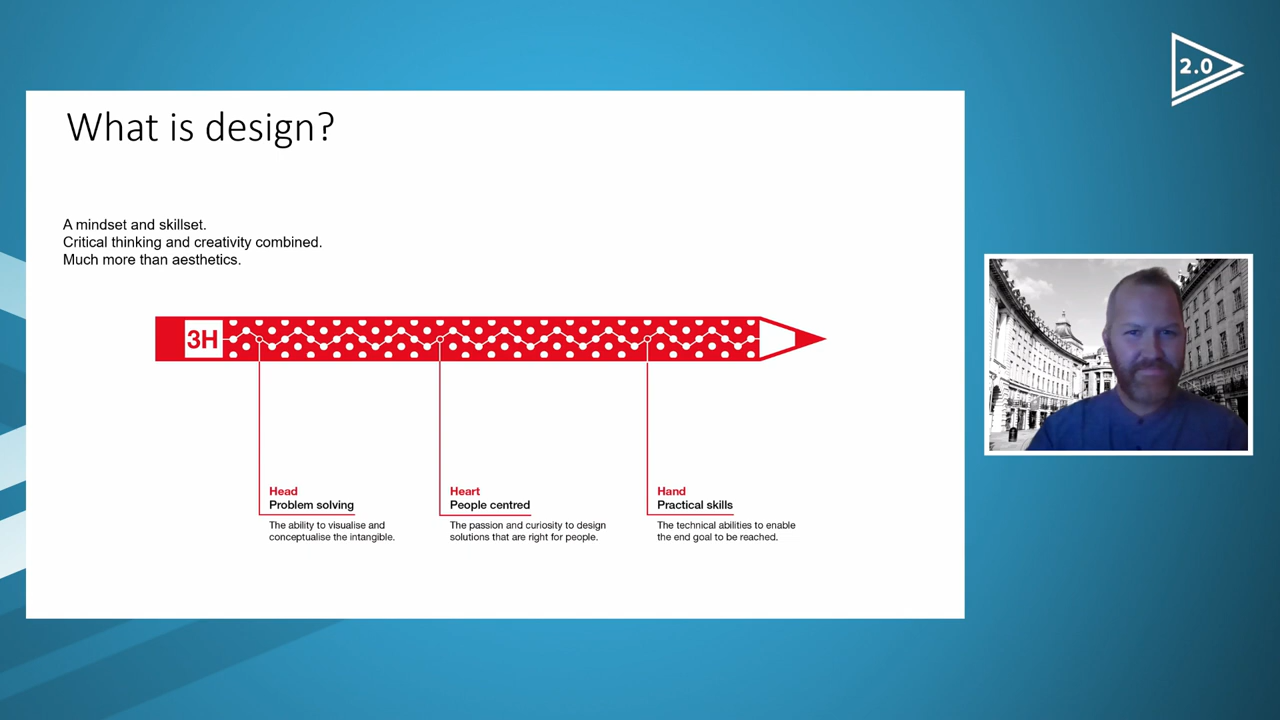 What is design?
A mindset and skillset.
Critical thinking and creativity combined.
Much more than aesthetics.
3H
Head
Problem solving
The ability to visualise and
conceptualise the intangible.
Heart
People centred
The passion and curiosity to design
solutions that are right for people.
Hand
Practical skills
The technical abilities to enable
the end goal to be reached.
2.0